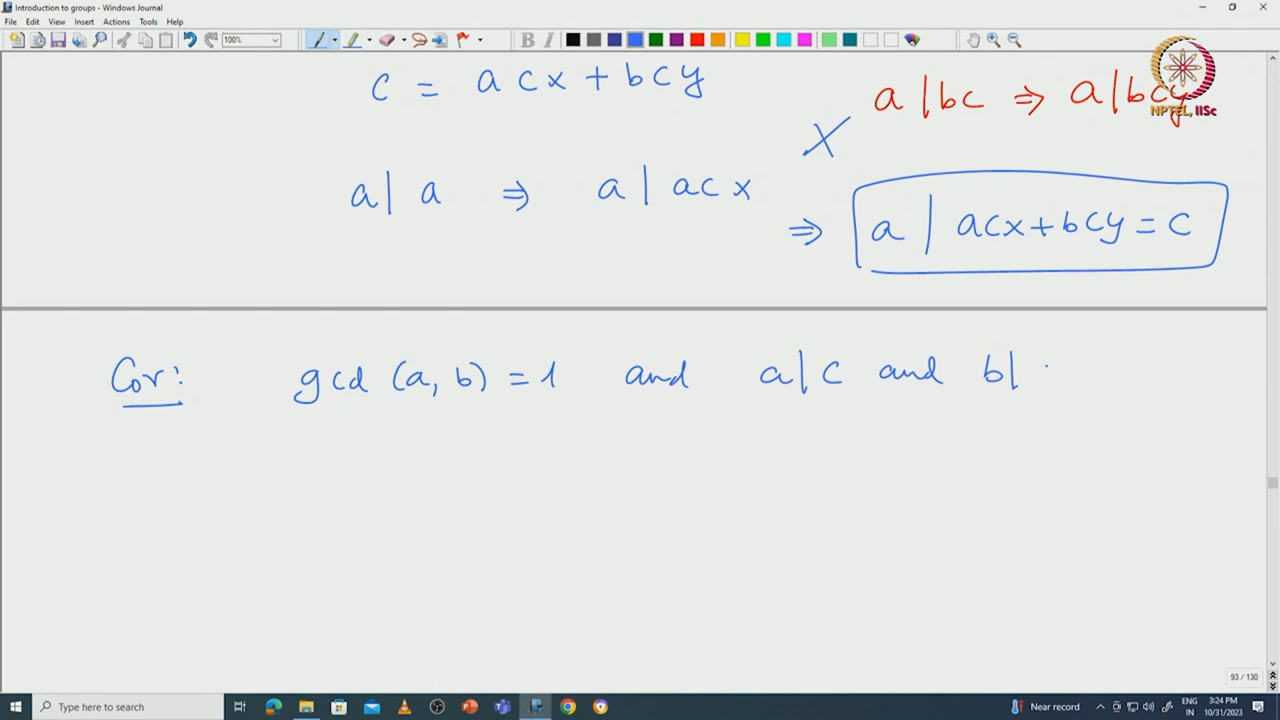 Introduction to groups - Windows Journal
File Edit View Insert Actions Tools Help
100%
B I
c = acx + bcy
a | bc ⇒ a | bcy
NPTEL, IISc
a | a ⇒ a | acx
⇒ a | acx + bcy = c
Cor: gcd (a, b) = 1 and a | c and b |
93 / 130
Type here to search
Near record
ENG
IN
3:24 PM
10/31/2023